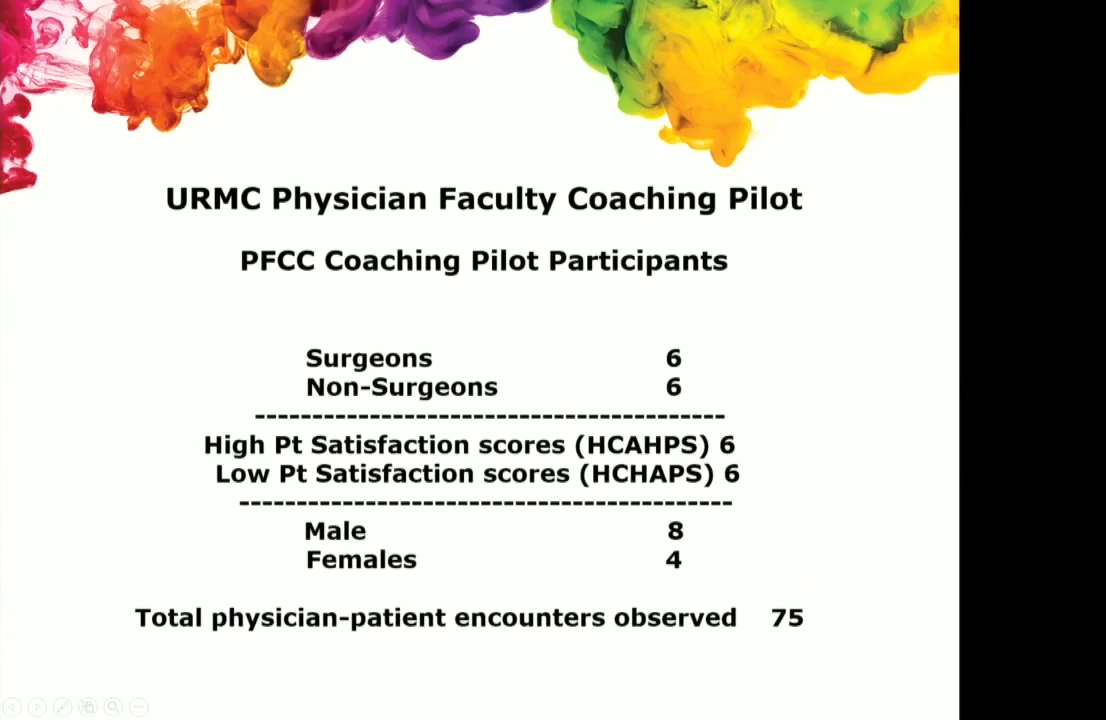 URMC Physician Faculty Coaching Pilot
PFCC Coaching Pilot Participants
Surgeons 6
Non-Surgeons 6
-----------------------------------------
High Pt Satisfaction scores (HCAHPS) 6
Low Pt Satisfaction scores (HCHAPS) 6
-------------------------------------------
Male 8
Females 4
Total physician-patient encounters observed 75